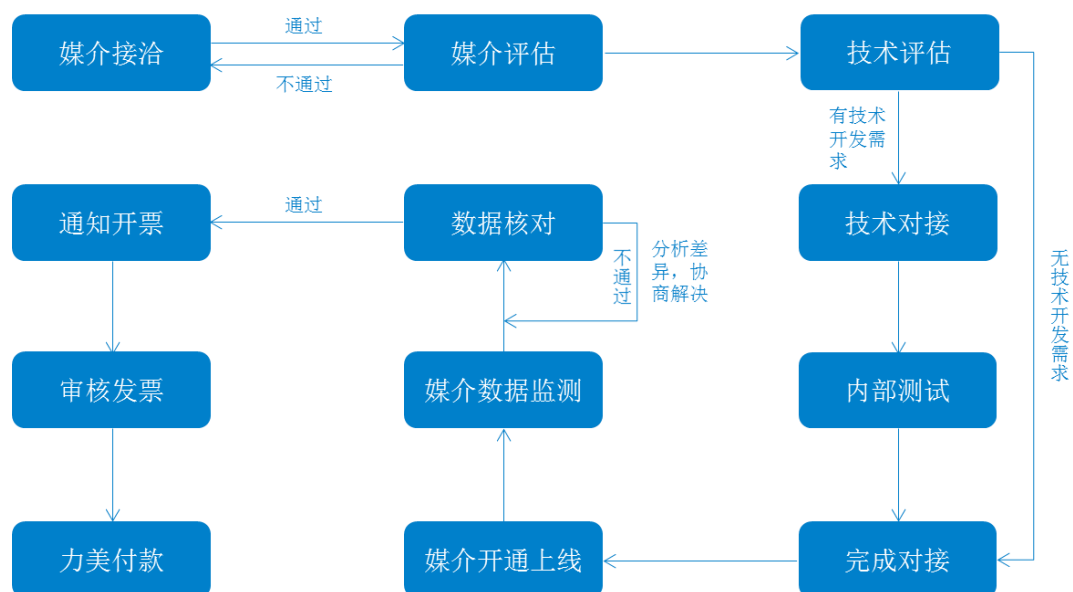 媒介接洽
通过
不通过
媒介评估
技术评估
有技术
开发需
求
无技术开发需求
通知开票
通过
数据核对
不通过
分析差
异，协
商解决
技术对接
审核发票
媒介数据监测
内部测试
力美付款
媒介开通上线
完成对接